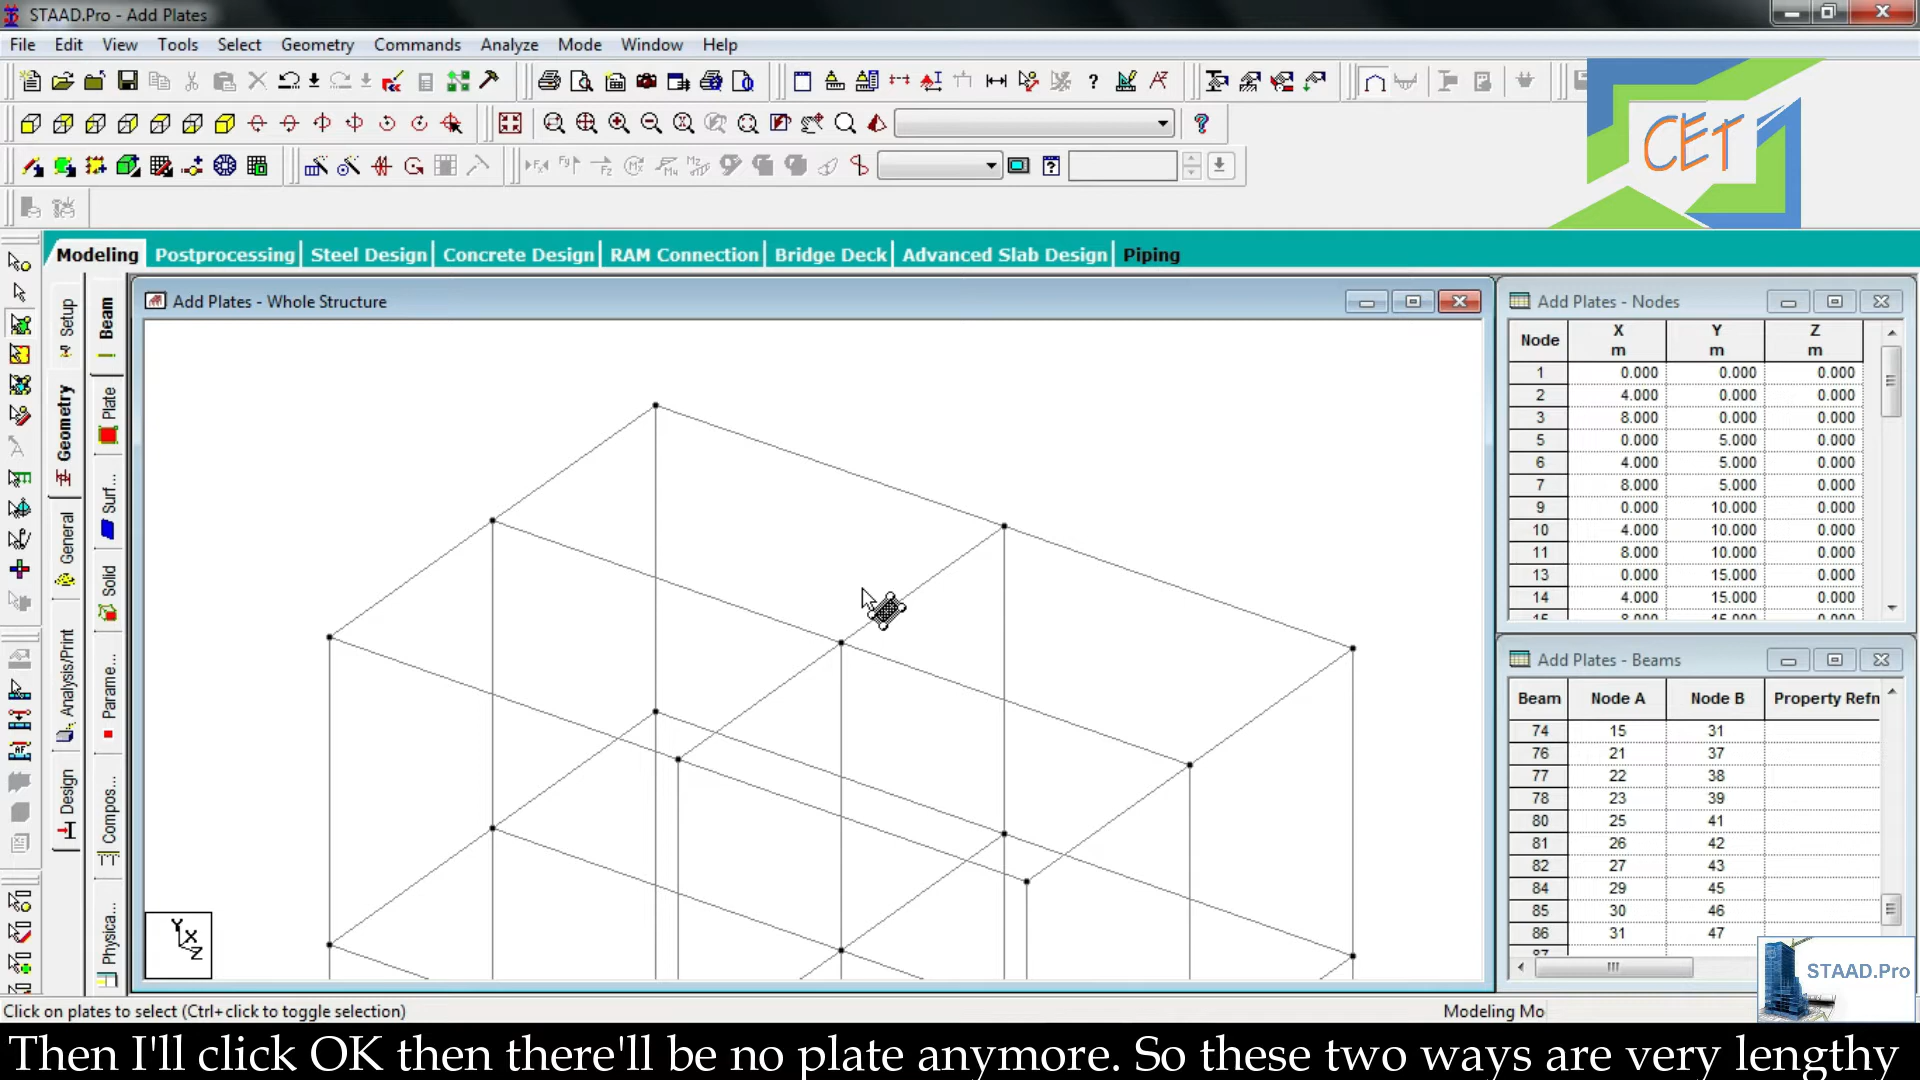 STAAD.Pro - Add Plates
File Edit View Tools Select Geometry Commands Analyze Mode Window Help
CET
Modeling Postprocessing Steel Design Concrete Design RAM Connection Bridge Deck Advanced Slab Design Piping
Setup
Geometry
General
Analysis/Print
Design
Beam
Plate
Surf...
Solid
Parame...
Compos...
Physica...
Add Plates - Whole Structure
Y
X
Z
Add Plates - Nodes
Node X m Y m Z m
1 0.000 0.000 0.000
2 4.000 0.000 0.000
3 8.000 0.000 0.000
5 0.000 5.000 0.000
6 4.000 5.000 0.000
7 8.000 5.000 0.000
9 0.000 10.000 0.000
10 4.000 10.000 0.000
11 8.000 10.000 0.000
13 0.000 15.000 0.000
14 4.000 15.000 0.000
15 8.000 15.000 0.000
Add Plates - Beams
Beam Node A Node B Property Refn
74 15 31
76 21 37
77 22 38
78 23 39
80 25 41
81 26 42
82 27 43
84 29 45
85 30 46
86 31 47
87
STAAD.Pro
Click on plates to select (Ctrl+click to toggle selection)
Modeling Mo
Then I'll click OK then there'll be no plate anymore. So these two ways are very lengthy